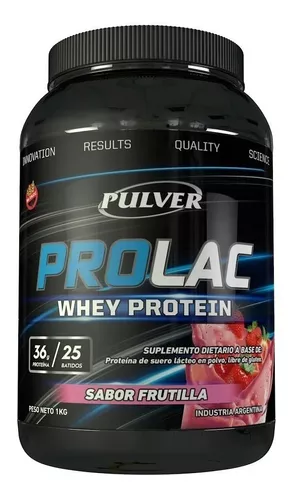 INNOVATION RESULTS QUALITY SCIENCE
PULVER
PROLAC
WHEY PROTEIN
36g PROTEÍNA / 25 BATIDOS
SUPLEMENTO DIETARIO A BASE DE
Proteína de suero lácteo en polvo, libre de gluten.
SABOR FRUTILLA
PESO NETO 1KG
INDUSTRIA ARGENTINA